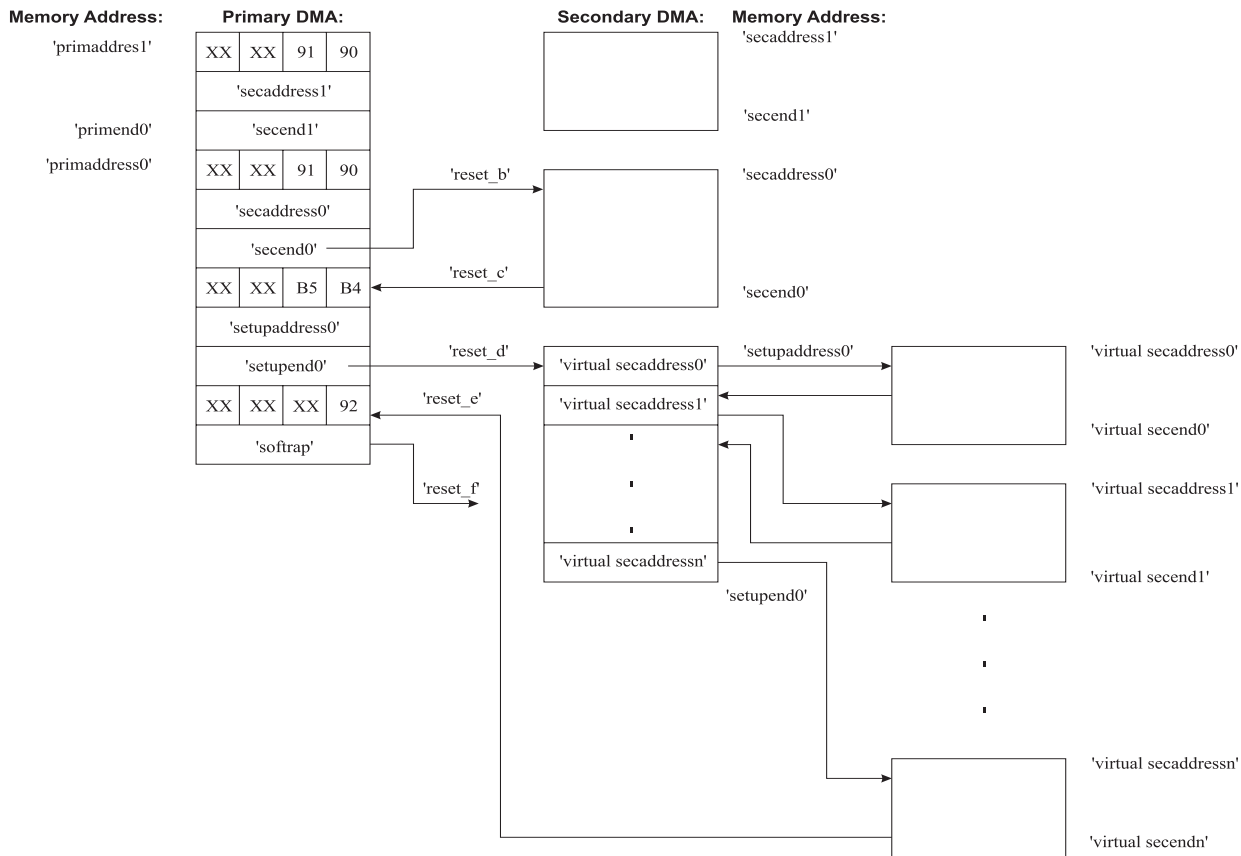 Memory Address: Primary DMA: Secondary DMA: Memory Address:
'primaddres1' XX XX 91 90 'secaddress1'
'secaddress1'
'primend0' 'secend1' 'secend1'
'primaddress0' XX XX 91 90 'reset_b' 'secaddress0'
'secaddress0'
'secend0'
XX XX B5 B4 'reset_c' 'secend0'
'setupaddress0'
'setupend0' 'reset_d' 'virtual secaddress0' 'setupaddress0' 'virtual secaddress0'
XX XX XX 92 'reset_e' 'virtual secaddress1'
'softrap' 'virtual secend0'
'reset_f' 'virtual secaddress1'
'virtual secaddressn' 'virtual secend1'
'setupend0'
'virtual secaddressn'
'virtual secendn'